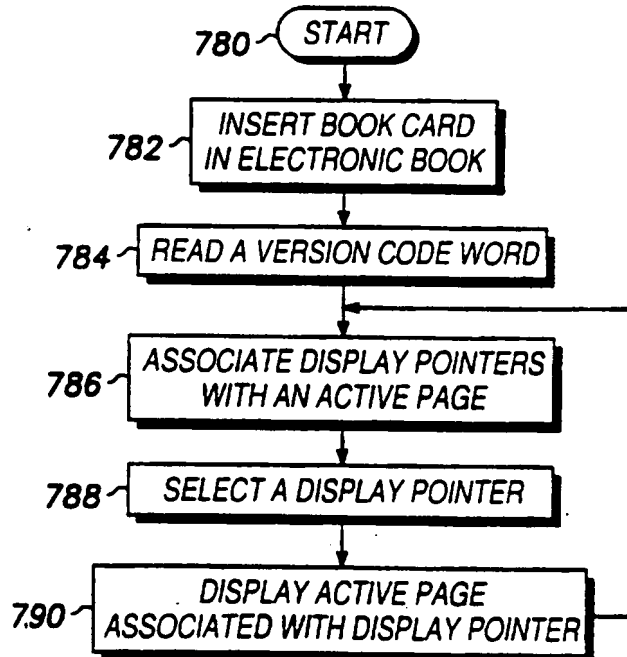 780 START
782 INSERT BOOK CARD
IN ELECTRONIC BOOK
784 READ A VERSION CODE WORD
786 ASSOCIATE DISPLAY POINTERS
WITH AN ACTIVE PAGE
788 SELECT A DISPLAY POINTER
790 DISPLAY ACTIVE PAGE
ASSOCIATED WITH DISPLAY POINTER